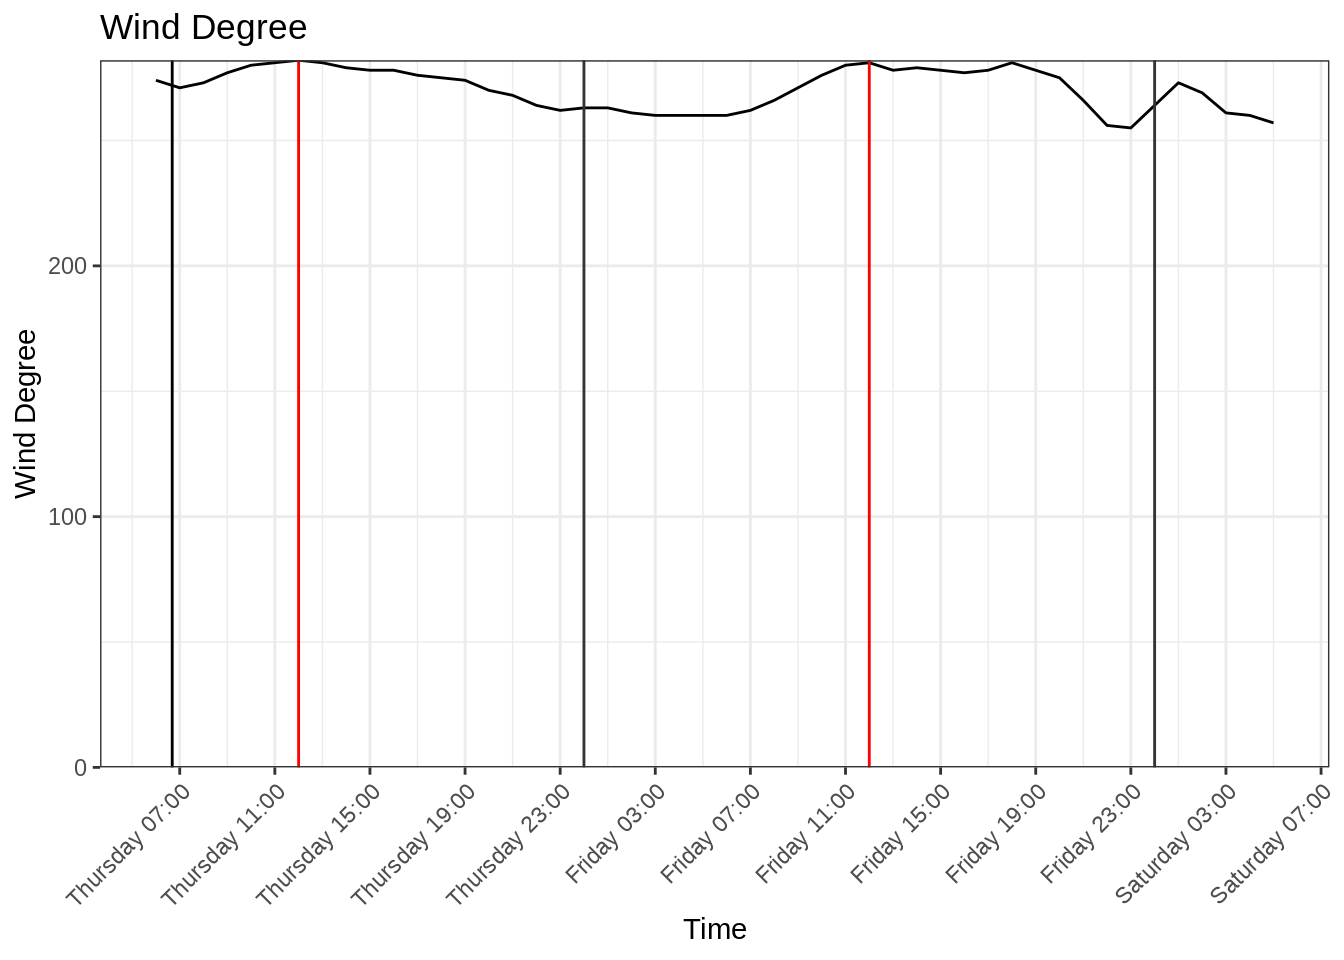 Wind Degree
Wind Degree
200
100
0
Thursday 07:00
Thursday 11:00
Thursday 15:00
Thursday 19:00
Thursday 23:00
Friday 03:00
Friday 07:00
Friday 11:00
Friday 15:00
Friday 19:00
Friday 23:00
Saturday 03:00
Saturday 07:00
Time